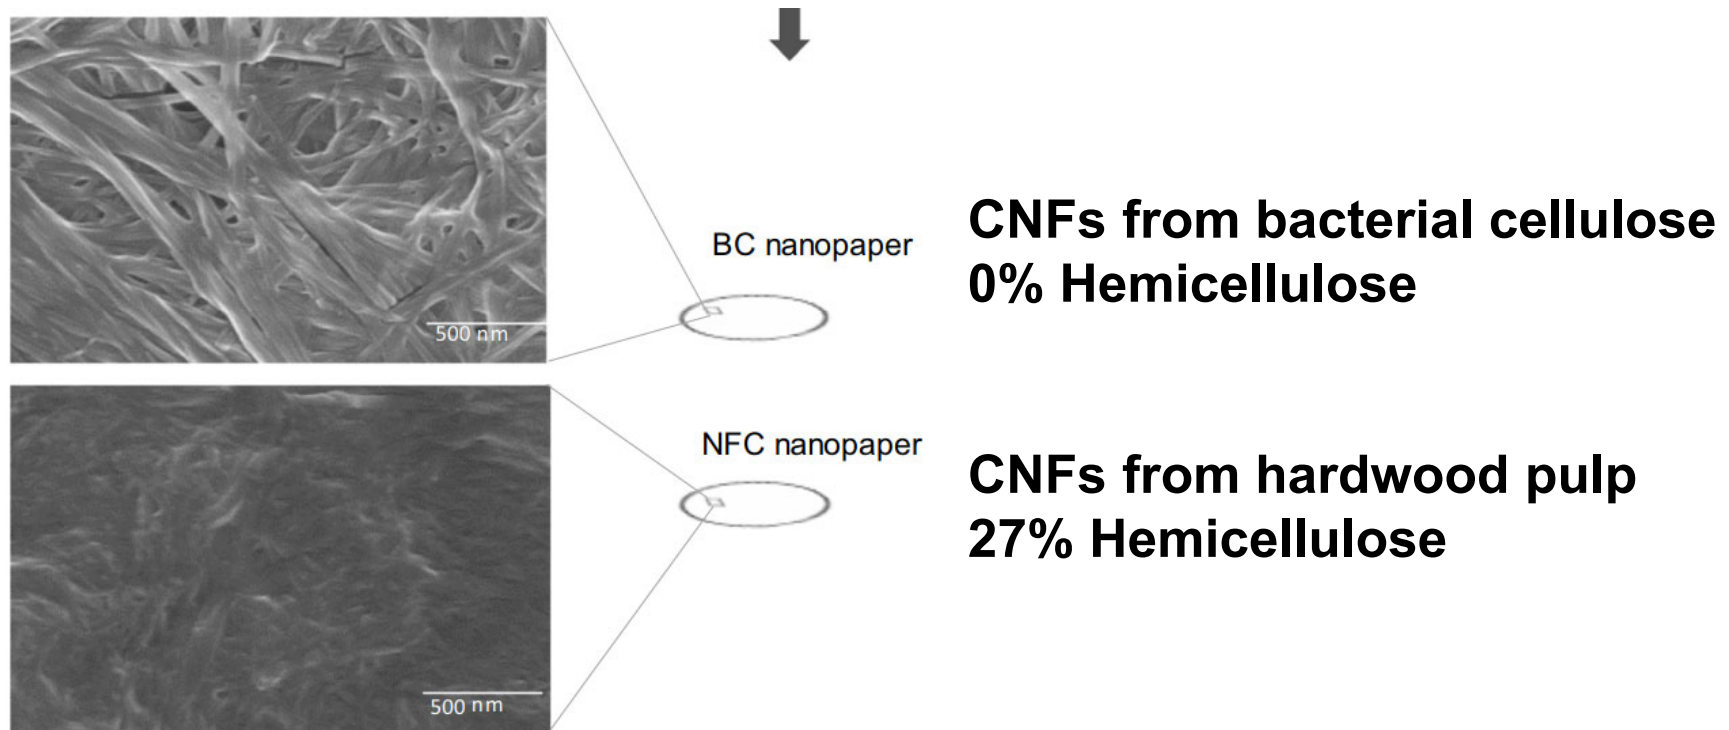 500 nm
BC nanopaper
CNFs from bacterial cellulose
0% Hemicellulose
500 nm
NFC nanopaper
CNFs from hardwood pulp
27% Hemicellulose